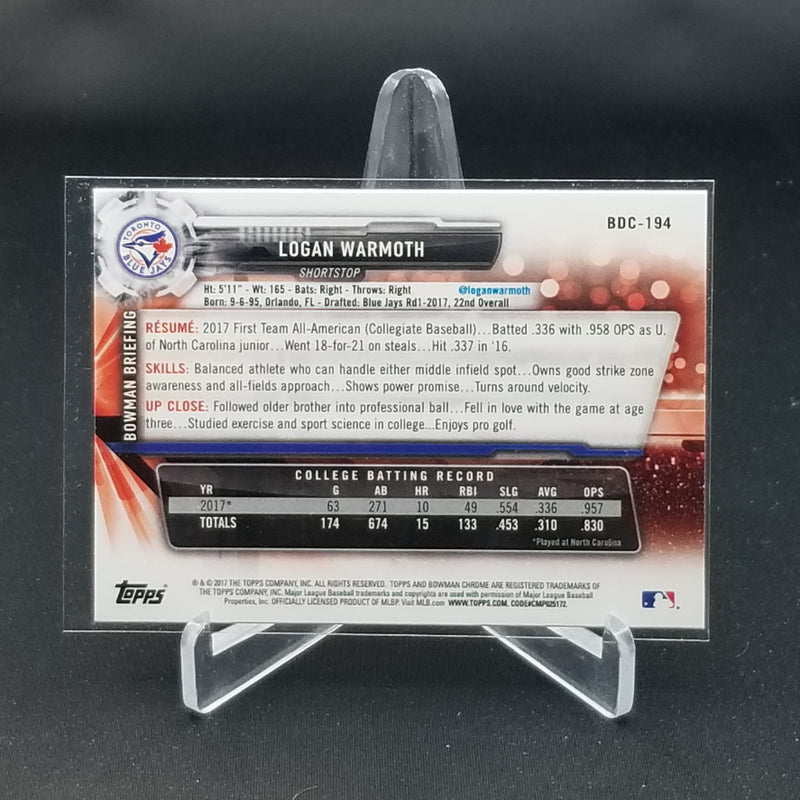 BDC-194
TORONTO
BLUE JAYS
LOGAN WARMOTH
SHORTSTOP
Ht: 5'11" - Wt: 165 - Bats: Right - Throws: Right @loganwarmoth
Born: 9-6-95, Orlando, FL - Drafted: Blue Jays Rd1-2017, 22nd Overall
BOWMAN BRIEFING
RÉSUMÉ: 2017 First Team All-American (Collegiate Baseball)...Batted .336 with .958 OPS as U.
of North Carolina junior...Went 18-for-21 on steals...Hit .337 in '16.
SKILLS: Balanced athlete who can handle either middle infield spot...Owns good strike zone
awareness and all-fields approach...Shows power promise...Turns around velocity.
UP CLOSE: Followed older brother into professional ball...Fell in love with the game at age
three...Studied exercise and sport science in college...Enjoys pro golf.
COLLEGE BATTING RECORD
YR G AB HR RBI SLG AVG OPS
2017* 63 271 10 49 .554 .336 .957
TOTALS 174 674 15 133 .453 .310 .830
*Played at North Carolina
Topps
® & © 2017 THE TOPPS COMPANY, INC. ALL RIGHTS RESERVED. TOPPS AND BOWMAN CHROME ARE REGISTERED TRADEMARKS OF
THE TOPPS COMPANY, INC. Major League Baseball trademarks and copyrights are used with permission of Major League Baseball
Properties, Inc. OFFICIALLY LICENSED PRODUCT OF MLBP. Visit MLB.com WWW.TOPPS.COM. CODE#CMP025172.